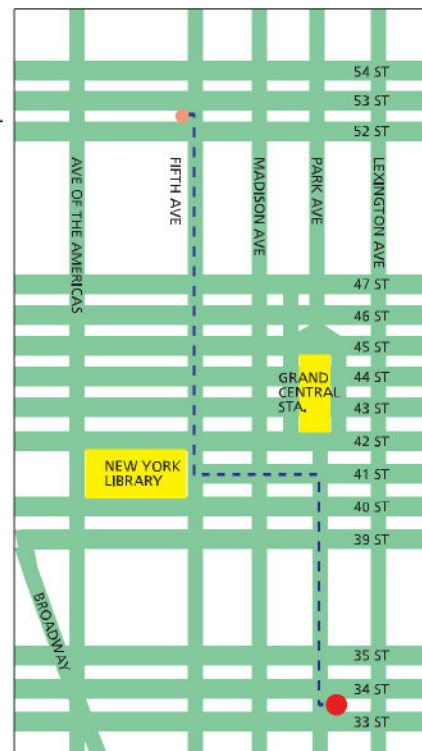 54 ST
53 ST
52 ST
AVE OF THE AMERICAS
FIFTH AVE
MADISON AVE
PARK AVE
LEXINGTON AVE
47 ST
46 ST
45 ST
44 ST
43 ST
GRAND
CENTRAL
STA.
42 ST
41 ST
NEW YORK
LIBRARY
40 ST
39 ST
BROADWAY
35 ST
34 ST
33 ST